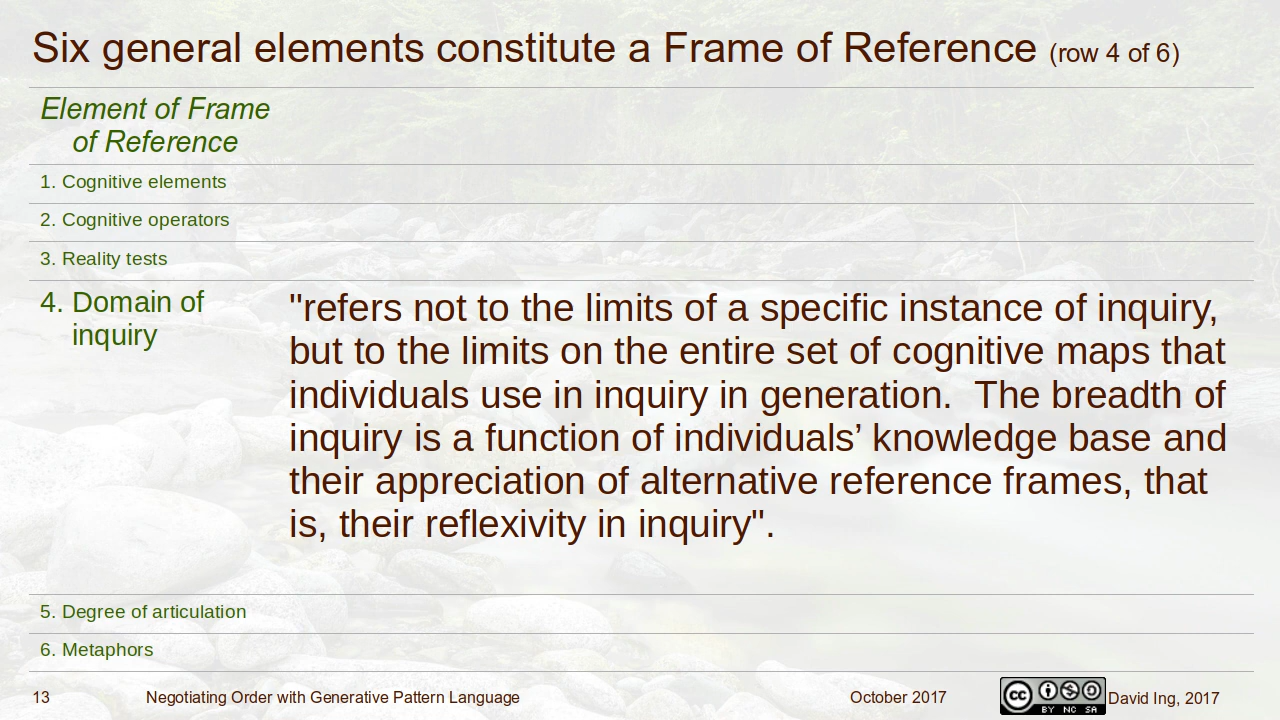 Six general elements constitute a Frame of Reference (row 4 of 6)
Element of Frame
of Reference
1. Cognitive elements
2. Cognitive operators
3. Reality tests
4. Domain of
inquiry
"refers not to the limits of a specific instance of inquiry,
but to the limits on the entire set of cognitive maps that
individuals use in inquiry in generation.  The breadth of
inquiry is a function of individuals’ knowledge base and
their appreciation of alternative reference frames, that
is, their reflexivity in inquiry".
5. Degree of articulation
6. Metaphors
13 Negotiating Order with Generative Pattern Language October 2017 cc BY NC SA David Ing, 2017